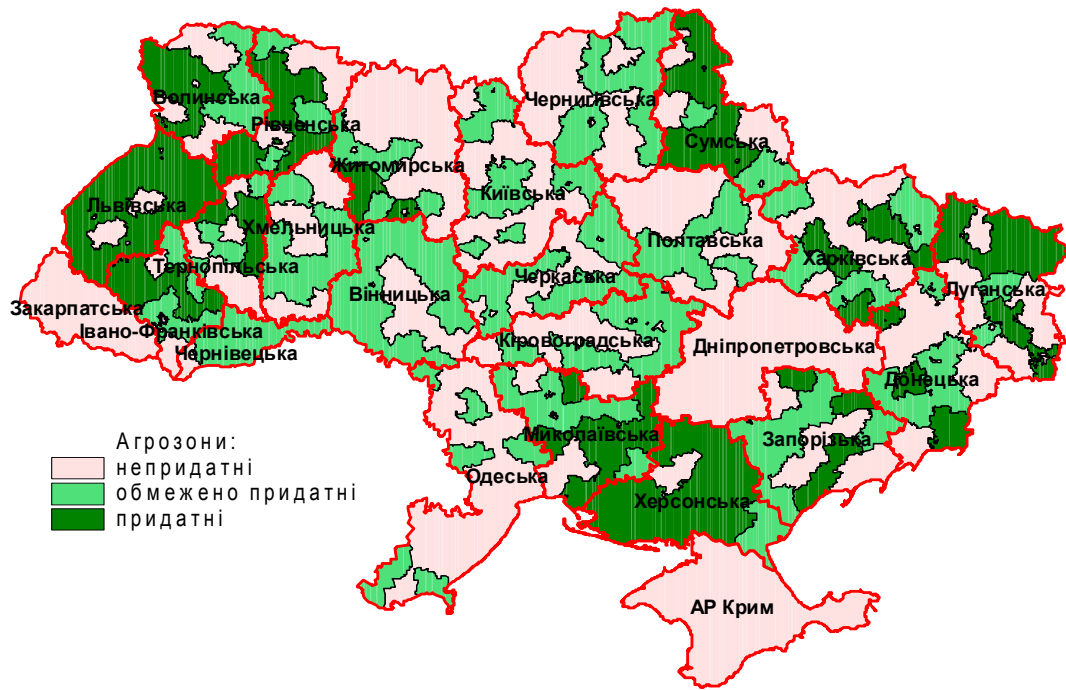 Волинська
Рівненська
Чернигівська
Сумська
Житомирська
Київська
Львівська
Хмельницька
Полтавська
Тернопільська
Черкаська
Харківська
Вінницька
Луганська
Закарпатська
Івано-Франківська
Чернівецька
Кіровоградська
Дніпропетровська
Донецька
Миколаївська
Запорізька
Одеська
Херсонська
АР Крим
Агрозони:
непридатні
обмежено придатні
придатні